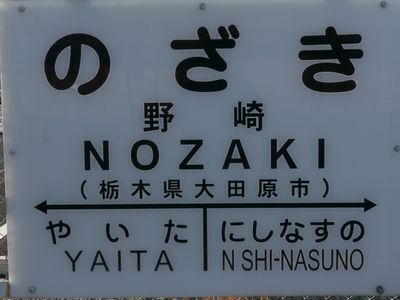 のざき
野崎
NOZAKI
(栃木県大田原市)
やいた にしなすの
YAITA N SHI-NASUNO